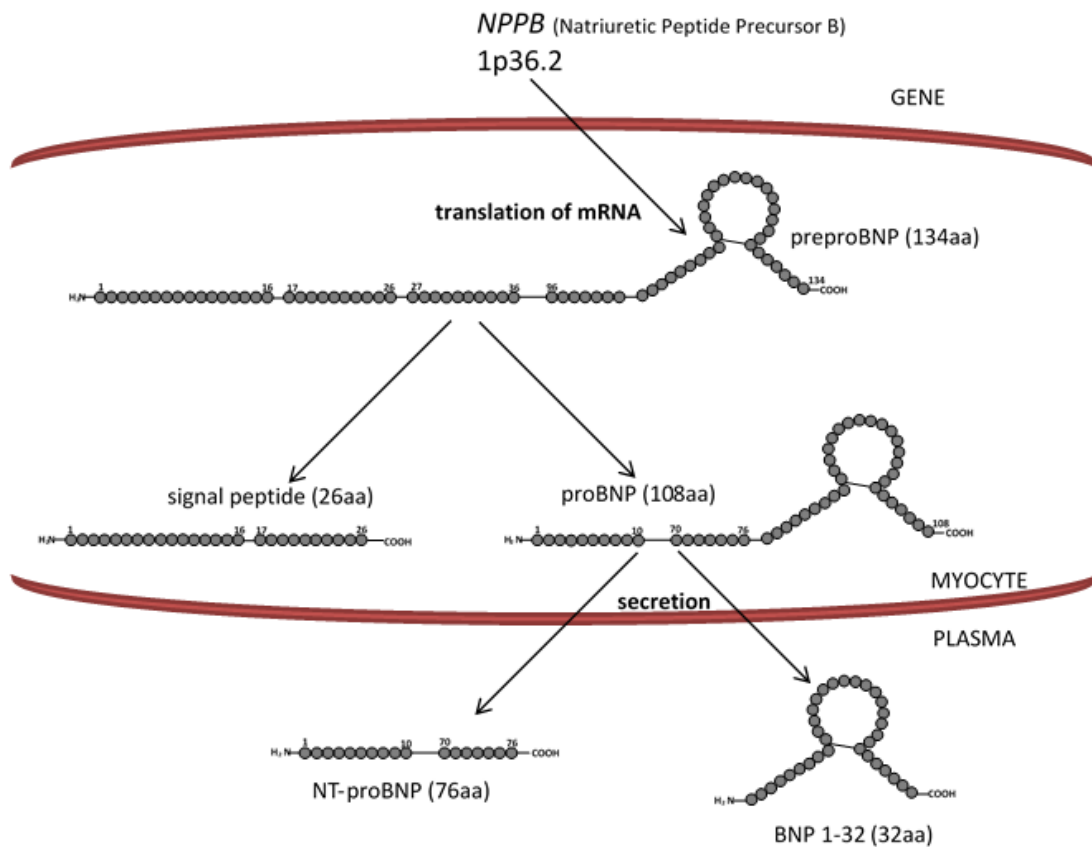 NPPB (Natriuretic Peptide Precursor B)
1p36.2
GENE
translation of mRNA
preproBNP (134aa)
H₂N 1 16 17 26 27 36 96 134 COOH
signal peptide (26aa)
proBNP (108aa)
H₂N 1 16 17 26 COOH
H₂N 1 10 70 76 108 COOH
MYOCYTE
secretion
PLASMA
H₂N 1 10 70 76 COOH
NT-proBNP (76aa)
H₂N COOH
BNP 1-32 (32aa)